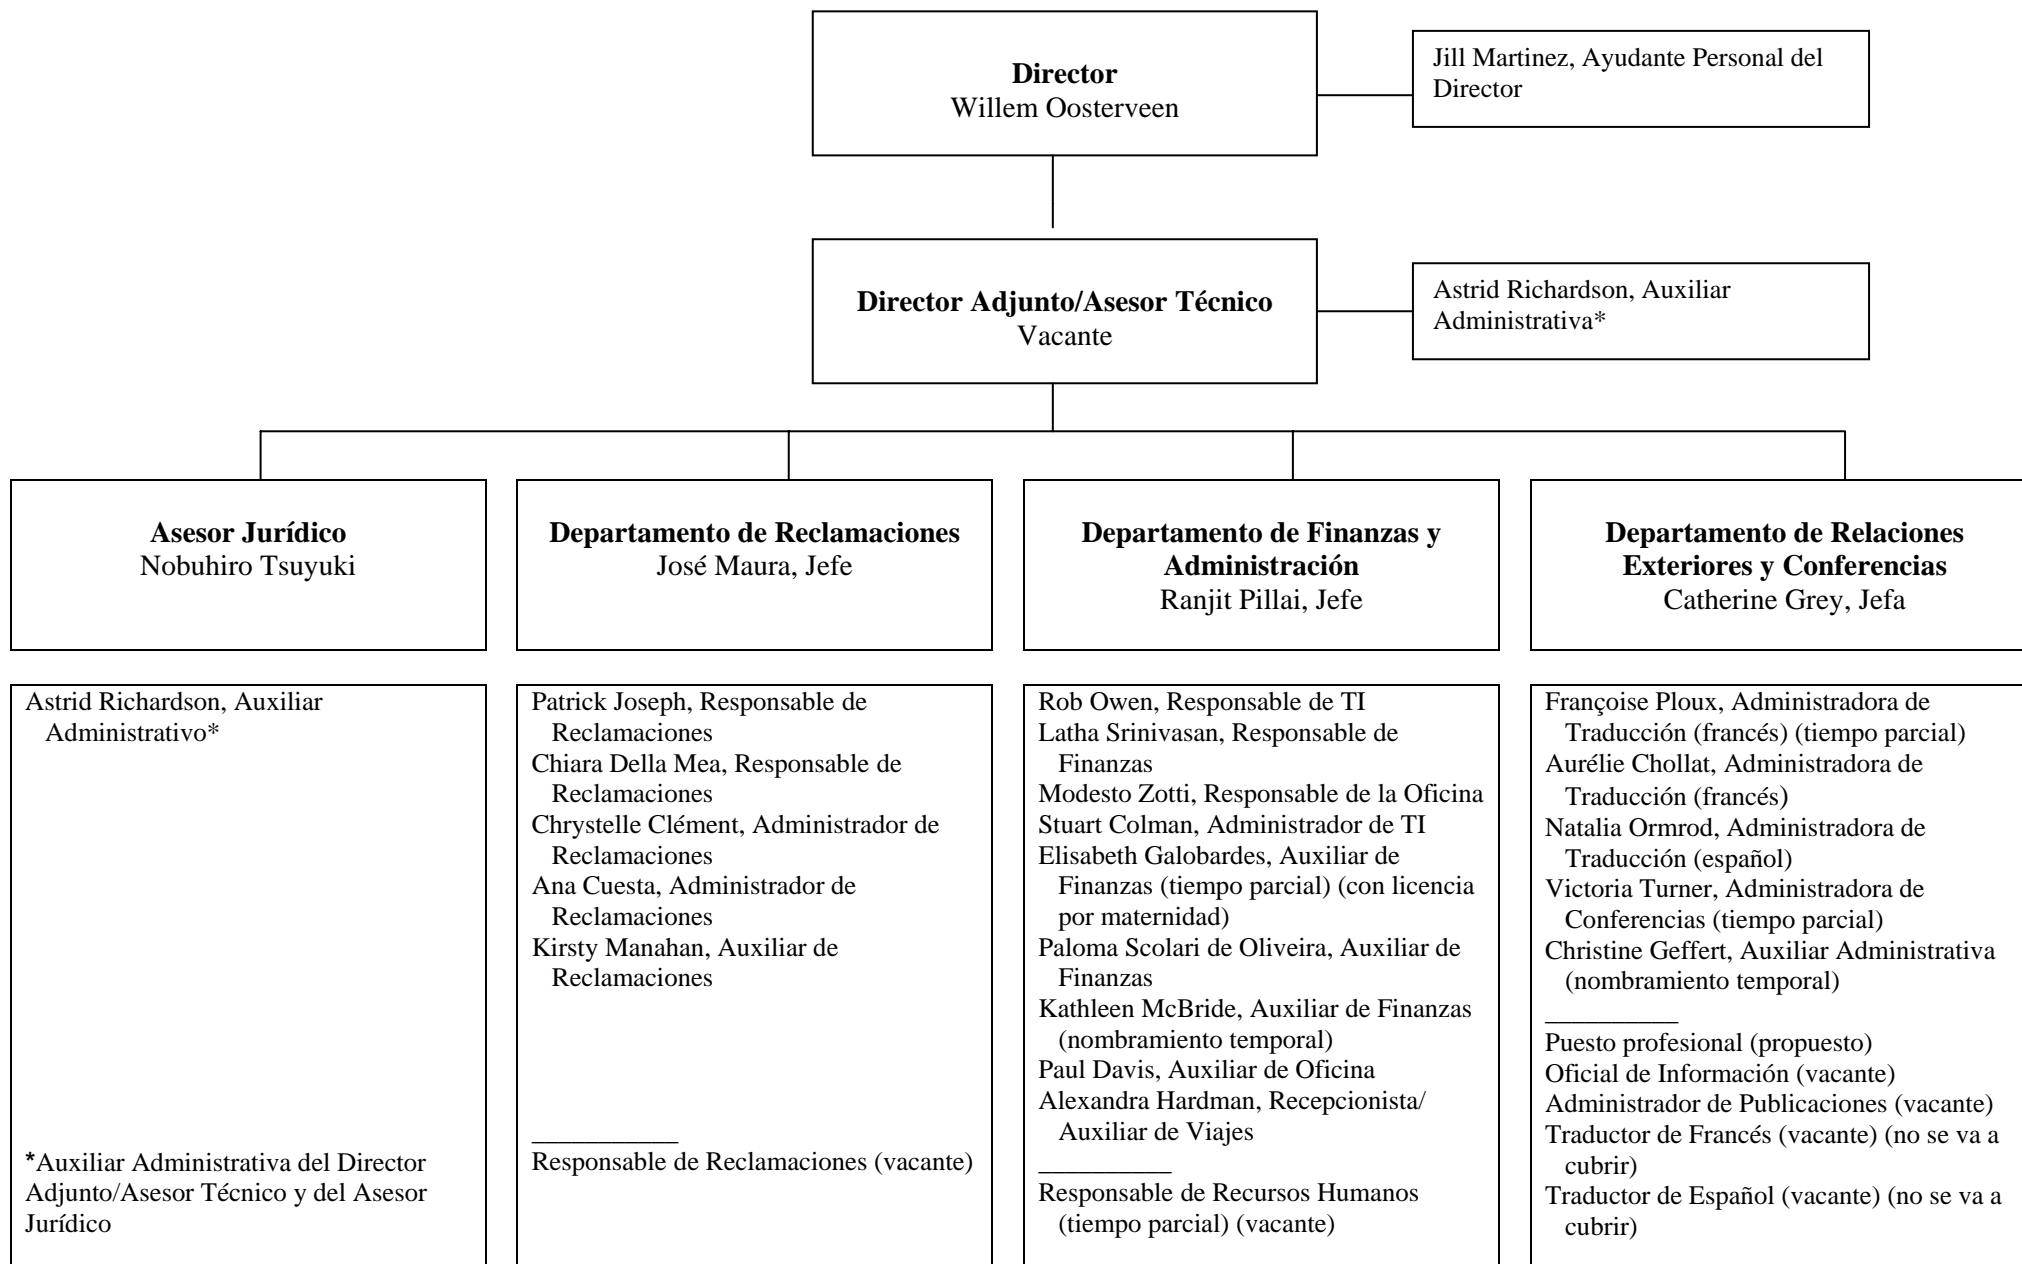 Director
Willem Oosterveen
Jill Martinez, Ayudante Personal del
Director
Director Adjunto/Asesor Técnico
Vacante
Astrid Richardson, Auxiliar
Administrativa*
Asesor Jurídico
Nobuhiro Tsuyuki
Departamento de Reclamaciones
José Maura, Jefe
Departamento de Finanzas y
Administración
Ranjit Pillai, Jefe
Departamento de Relaciones
Exteriores y Conferencias
Catherine Grey, Jefa
Astrid Richardson, Auxiliar
Administrativo*
*Auxiliar Administrativa del Director
Adjunto/Asesor Técnico y del Asesor
Jurídico
Patrick Joseph, Responsable de
Reclamaciones
Chiara Della Mea, Responsable de
Reclamaciones
Chrystelle Clément, Administrador de
Reclamaciones
Ana Cuesta, Administrador de
Reclamaciones
Kirsty Manahan, Auxiliar de
Reclamaciones
___________
Responsable de Reclamaciones (vacante)
Rob Owen, Responsable de TI
Latha Srinivasan, Responsable de
Finanzas
Modesto Zotti, Responsable de la Oficina
Stuart Colman, Administrador de TI
Elisabeth Galobardes, Auxiliar de
Finanzas (tiempo parcial) (con licencia
por maternidad)
Paloma Scolari de Oliveira, Auxiliar de
Finanzas
Kathleen McBride, Auxiliar de Finanzas
(nombramiento temporal)
Paul Davis, Auxiliar de Oficina
Alexandra Hardman, Recepcionista/
Auxiliar de Viajes
__________
Responsable de Recursos Humanos
(tiempo parcial) (vacante)
Françoise Ploux, Administradora de
Traducción (francés) (tiempo parcial)
Aurélie Chollat, Administradora de
Traducción (francés)
Natalia Ormrod, Administradora de
Traducción (español)
Victoria Turner, Administradora de
Conferencias (tiempo parcial)
Christine Geffert, Auxiliar Administrativa
(nombramiento temporal)
__________
Puesto profesional (propuesto)
Oficial de Información (vacante)
Administrador de Publicaciones (vacante)
Traductor de Francés (vacante) (no se va a
cubrir)
Traductor de Español (vacante) (no se va a
cubrir)